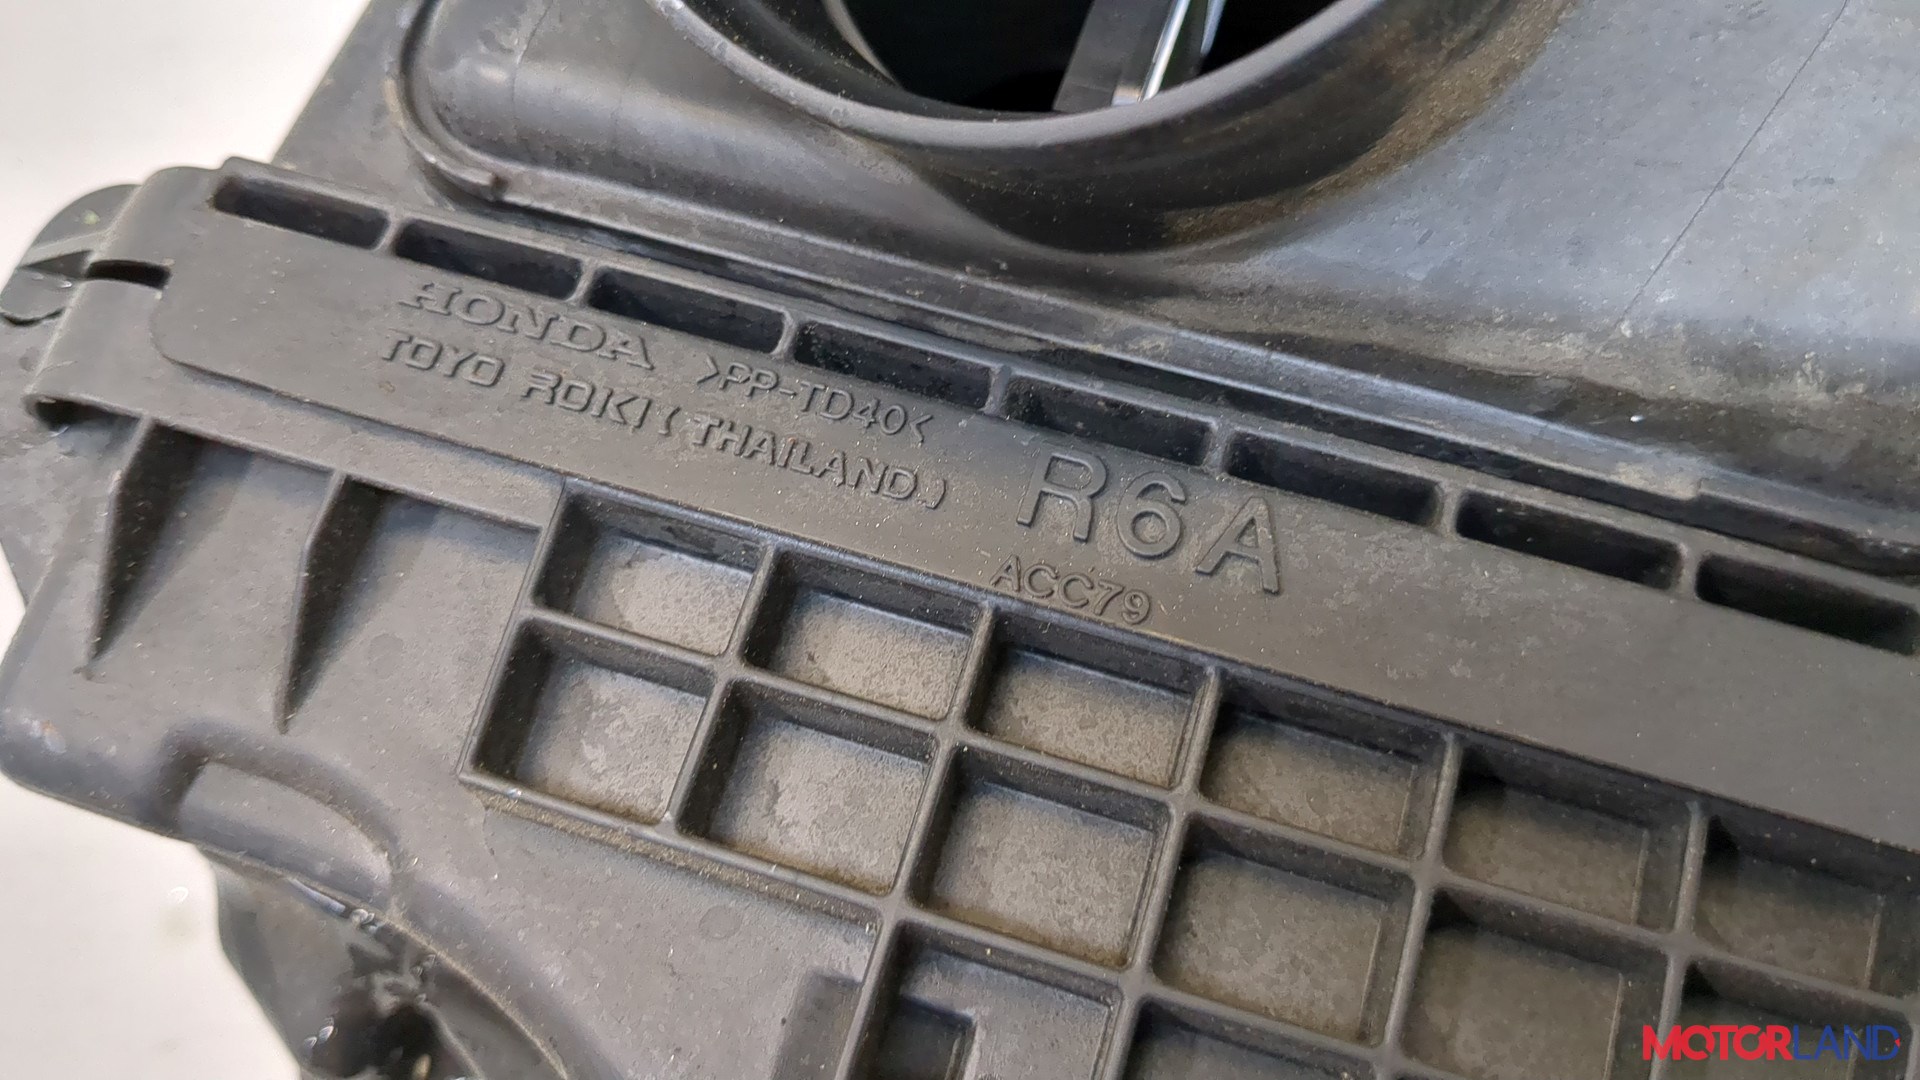 HONDA >PP-TD40<
TOYO ROKI (THAILAND.)
R6A
ACC79
MOTORLAND